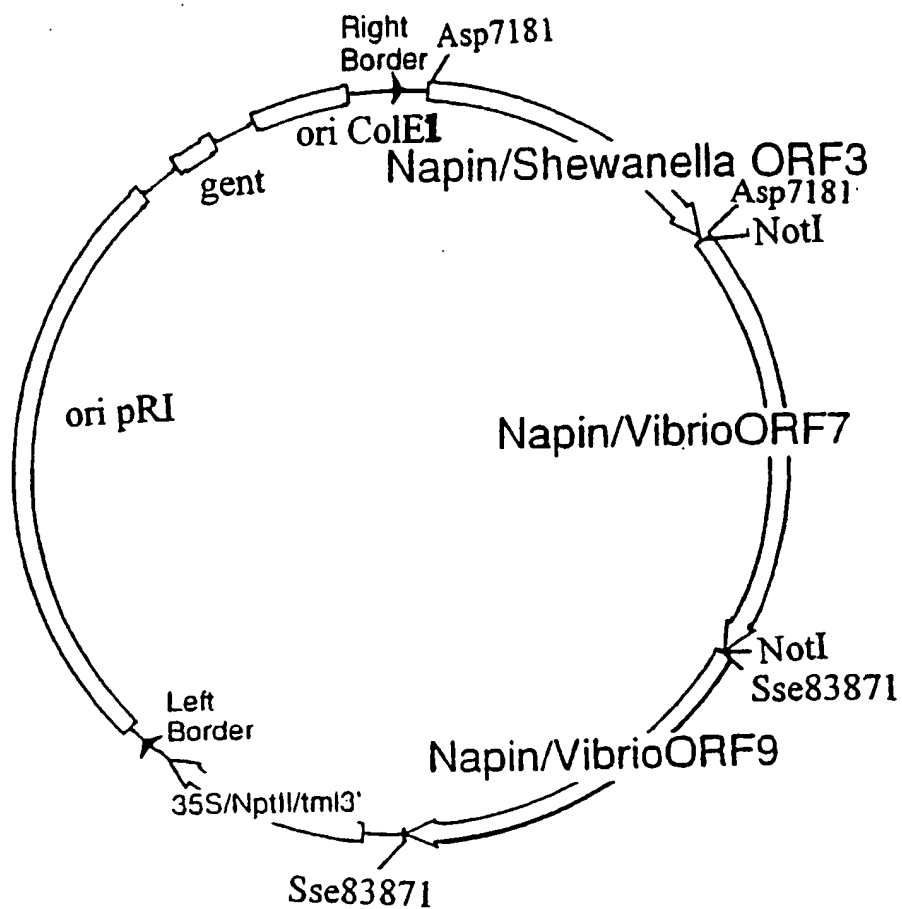 Right
Border
Asp7181
ori ColE1
gent
Napin/Shewanella ORF3
Asp7181
NotI
ori pRI
Napin/VibrioORF7
NotI
Sse83871
Left
Border
Napin/VibrioORF9
35S/NptII/tml3'
Sse83871